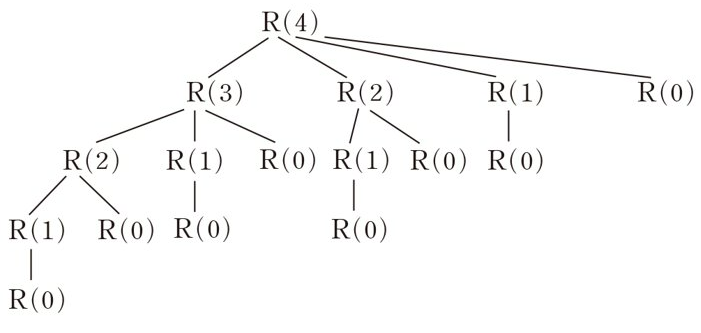 R(4)
R(3) R(2) R(1) R(0)
R(2) R(1) R(0) R(1) R(0) R(0)
R(1) R(0) R(0) R(0)
R(0)